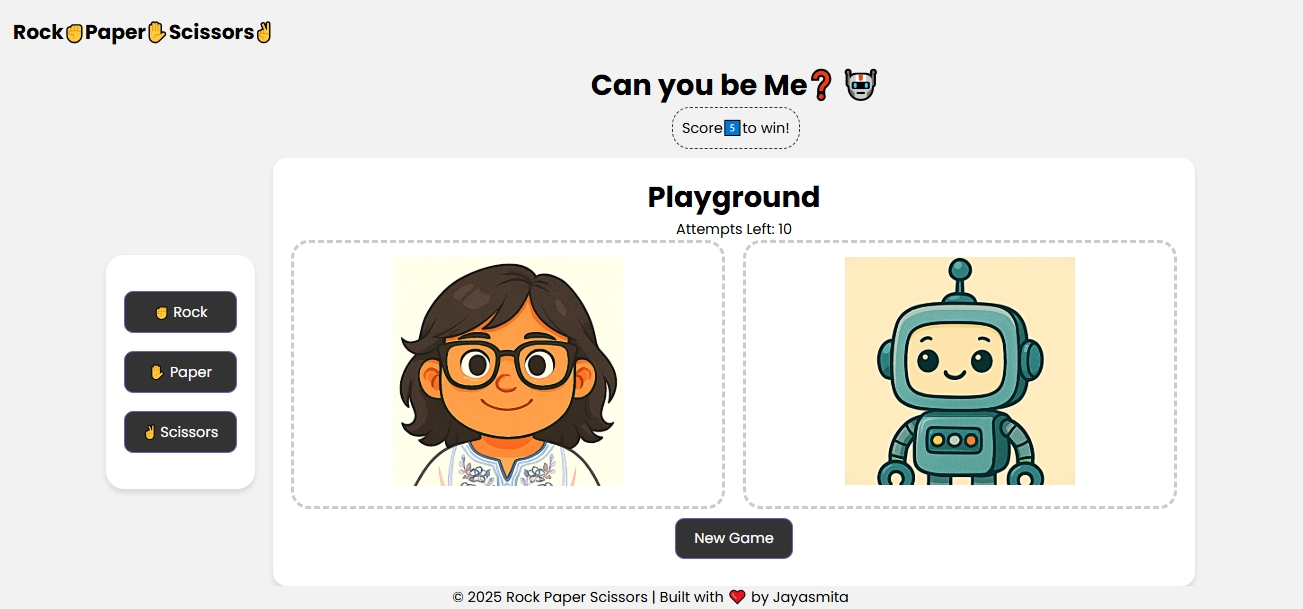 Rock✊Paper✋Scissors✌
Can you be Me❓ 🤖
Score5️⃣to win!
Playground
Attempts Left: 10
✊ Rock
✋ Paper
✌Scissors
New Game
© 2025 Rock Paper Scissors | Built with ❤️ by Jayasmita